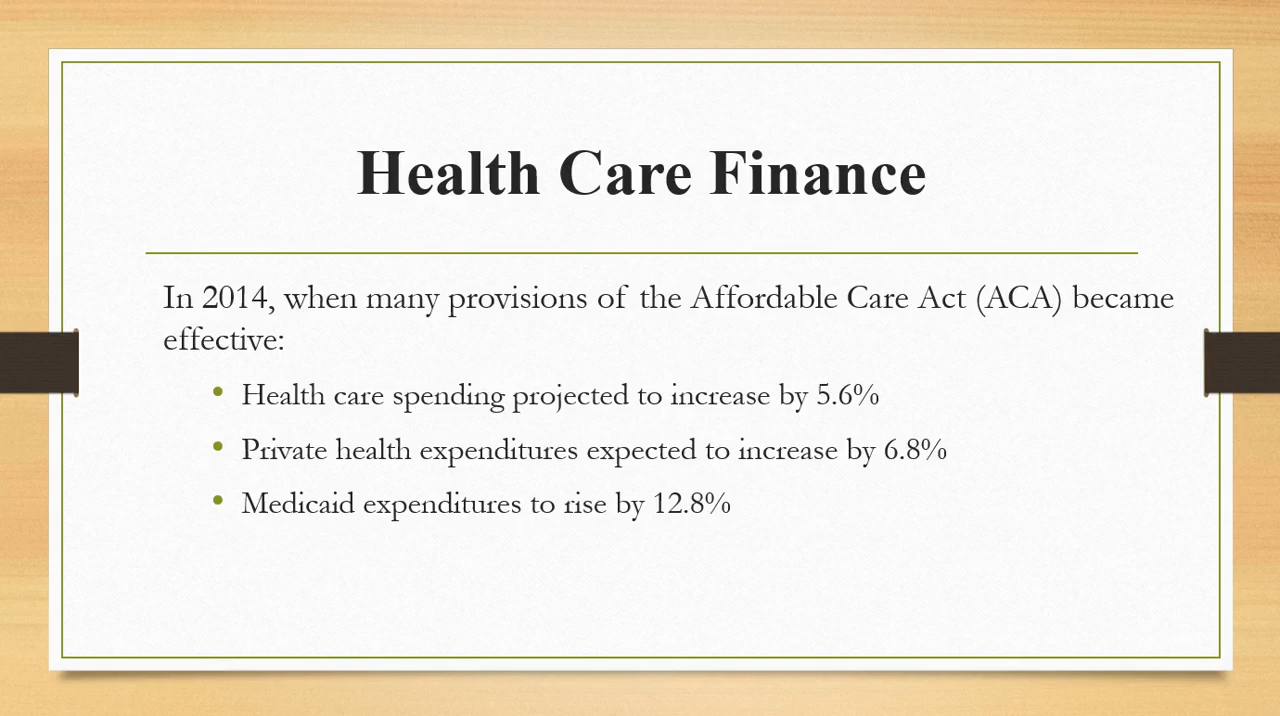 Health Care Finance
In 2014, when many provisions of the Affordable Care Act (ACA) became
effective:
• Health care spending projected to increase by 5.6%
• Private health expenditures expected to increase by 6.8%
• Medicaid expenditures to rise by 12.8%